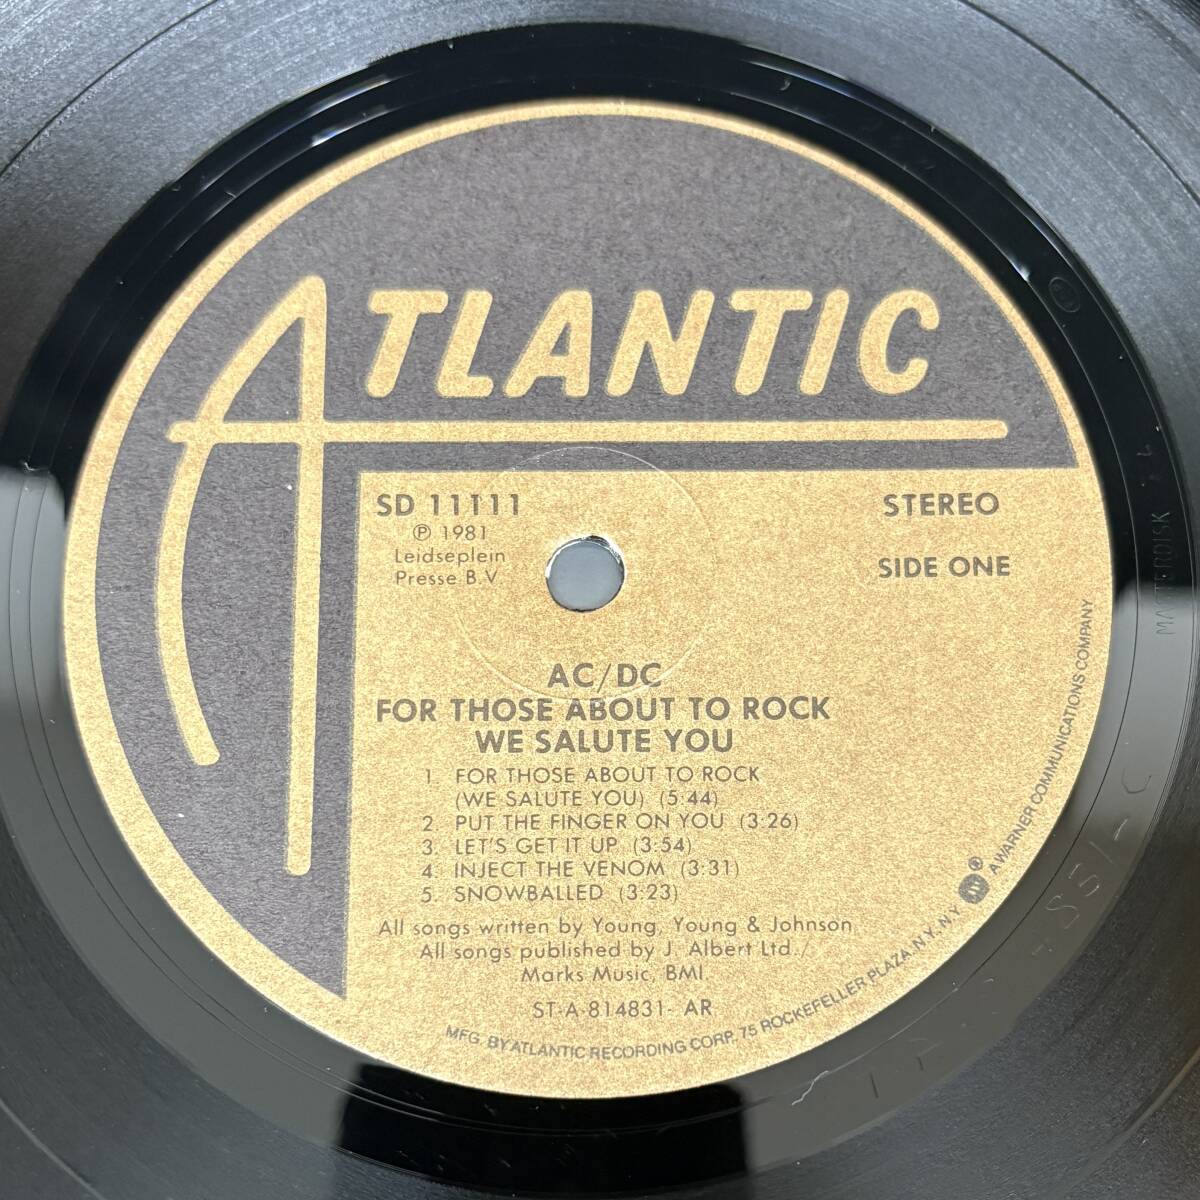 ATLANTIC
SD 11111
STEREO
℗ 1981
Leidseplein
Presse B.V.
SIDE ONE
AC/DC
FOR THOSE ABOUT TO ROCK
WE SALUTE YOU
1. FOR THOSE ABOUT TO ROCK
(WE SALUTE YOU) (5:44)
2. PUT THE FINGER ON YOU (3:26)
3. LET'S GET IT UP (3:54)
4. INJECT THE VENOM (3:31)
5. SNOWBALLED (3:23)
All songs written by Young, Young & Johnson
All songs published by J. Albert Ltd./
Marks Music, BMI
ST-A-814831- AR
MFG. BY ATLANTIC RECORDING CORP. 75 ROCKEFELLER PLAZA. N.Y. N.Y. ® A WARNER COMMUNICATIONS COMPANY
MASTERDISK